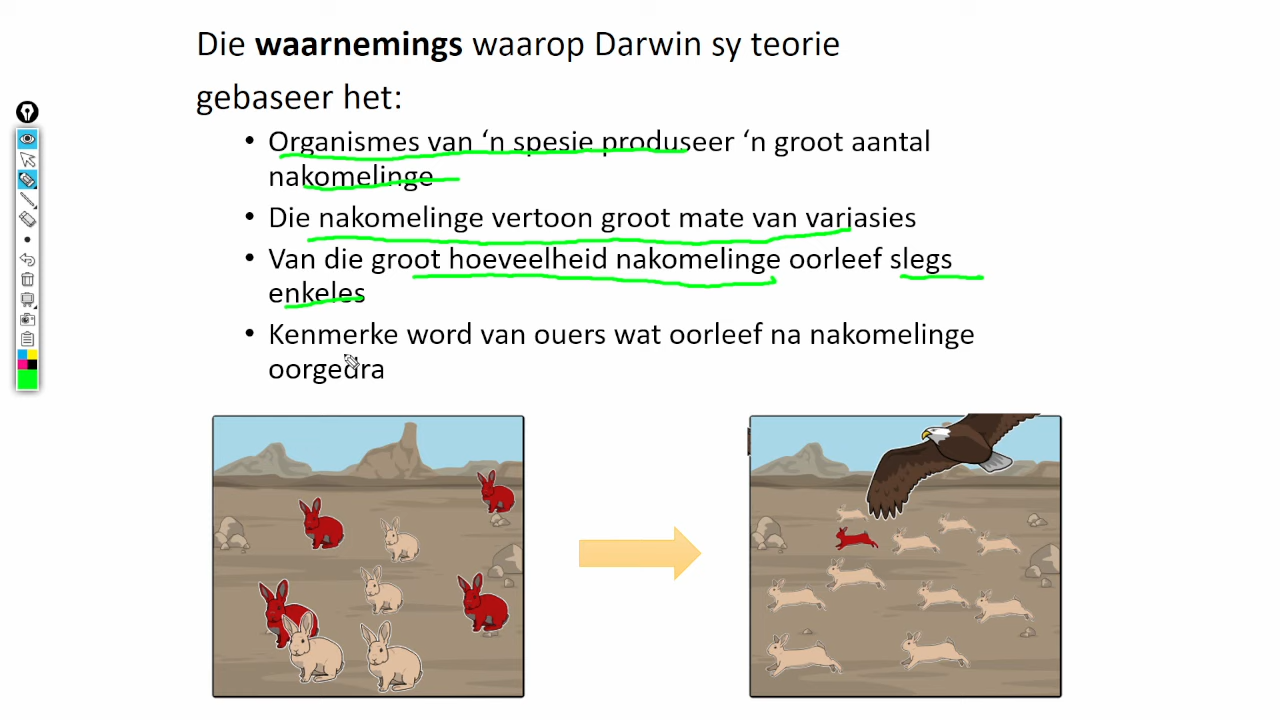 Die waarnemings waarop Darwin sy teorie
gebaseer het:
• Organismes van ‘n spesie produseer ‘n groot aantal
nakomelinge
• Die nakomelinge vertoon groot mate van variasies
• Van die groot hoeveelheid nakomelinge oorleef slegs
enkeles
• Kenmerke word van ouers wat oorleef na nakomelinge
oorgedra